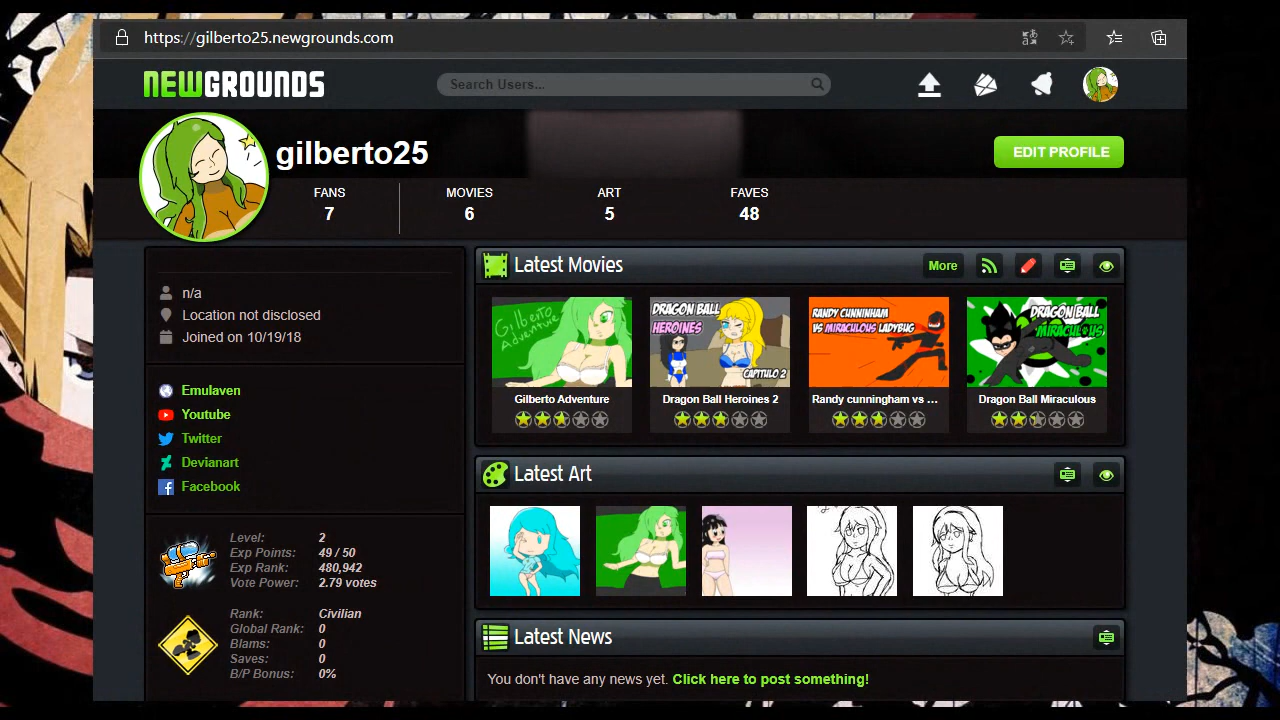 https://gilberto25.newgrounds.com
NEWGROUNDS
Search Users...
gilberto25
EDIT PROFILE
FANS MOVIES ART FAVES
7 6 5 48
n/a
Location not disclosed
Joined on 10/19/18
Emulaven
Youtube
Twitter
Devianart
Facebook
Level: 2
Exp Points: 49 / 50
Exp Rank: 480,942
Vote Power: 2.79 votes
Rank: Civilian
Global Rank: 0
Blams: 0
Saves: 0
B/P Bonus: 0%
Latest Movies
More
Gilberto
Adventure
DRAGON BALL
HEROINES
CAPITULO 2
RANDY CUNNINHAM
VS MIRACULOUS LADYBUG
DRAGON BALL
MIRACULOUS
Gilberto Adventure
Dragon Ball Heroines 2
Randy cunningham vs ...
Dragon Ball Miraculous
Latest Art
Latest News
You don't have any news yet. Click here to post something!